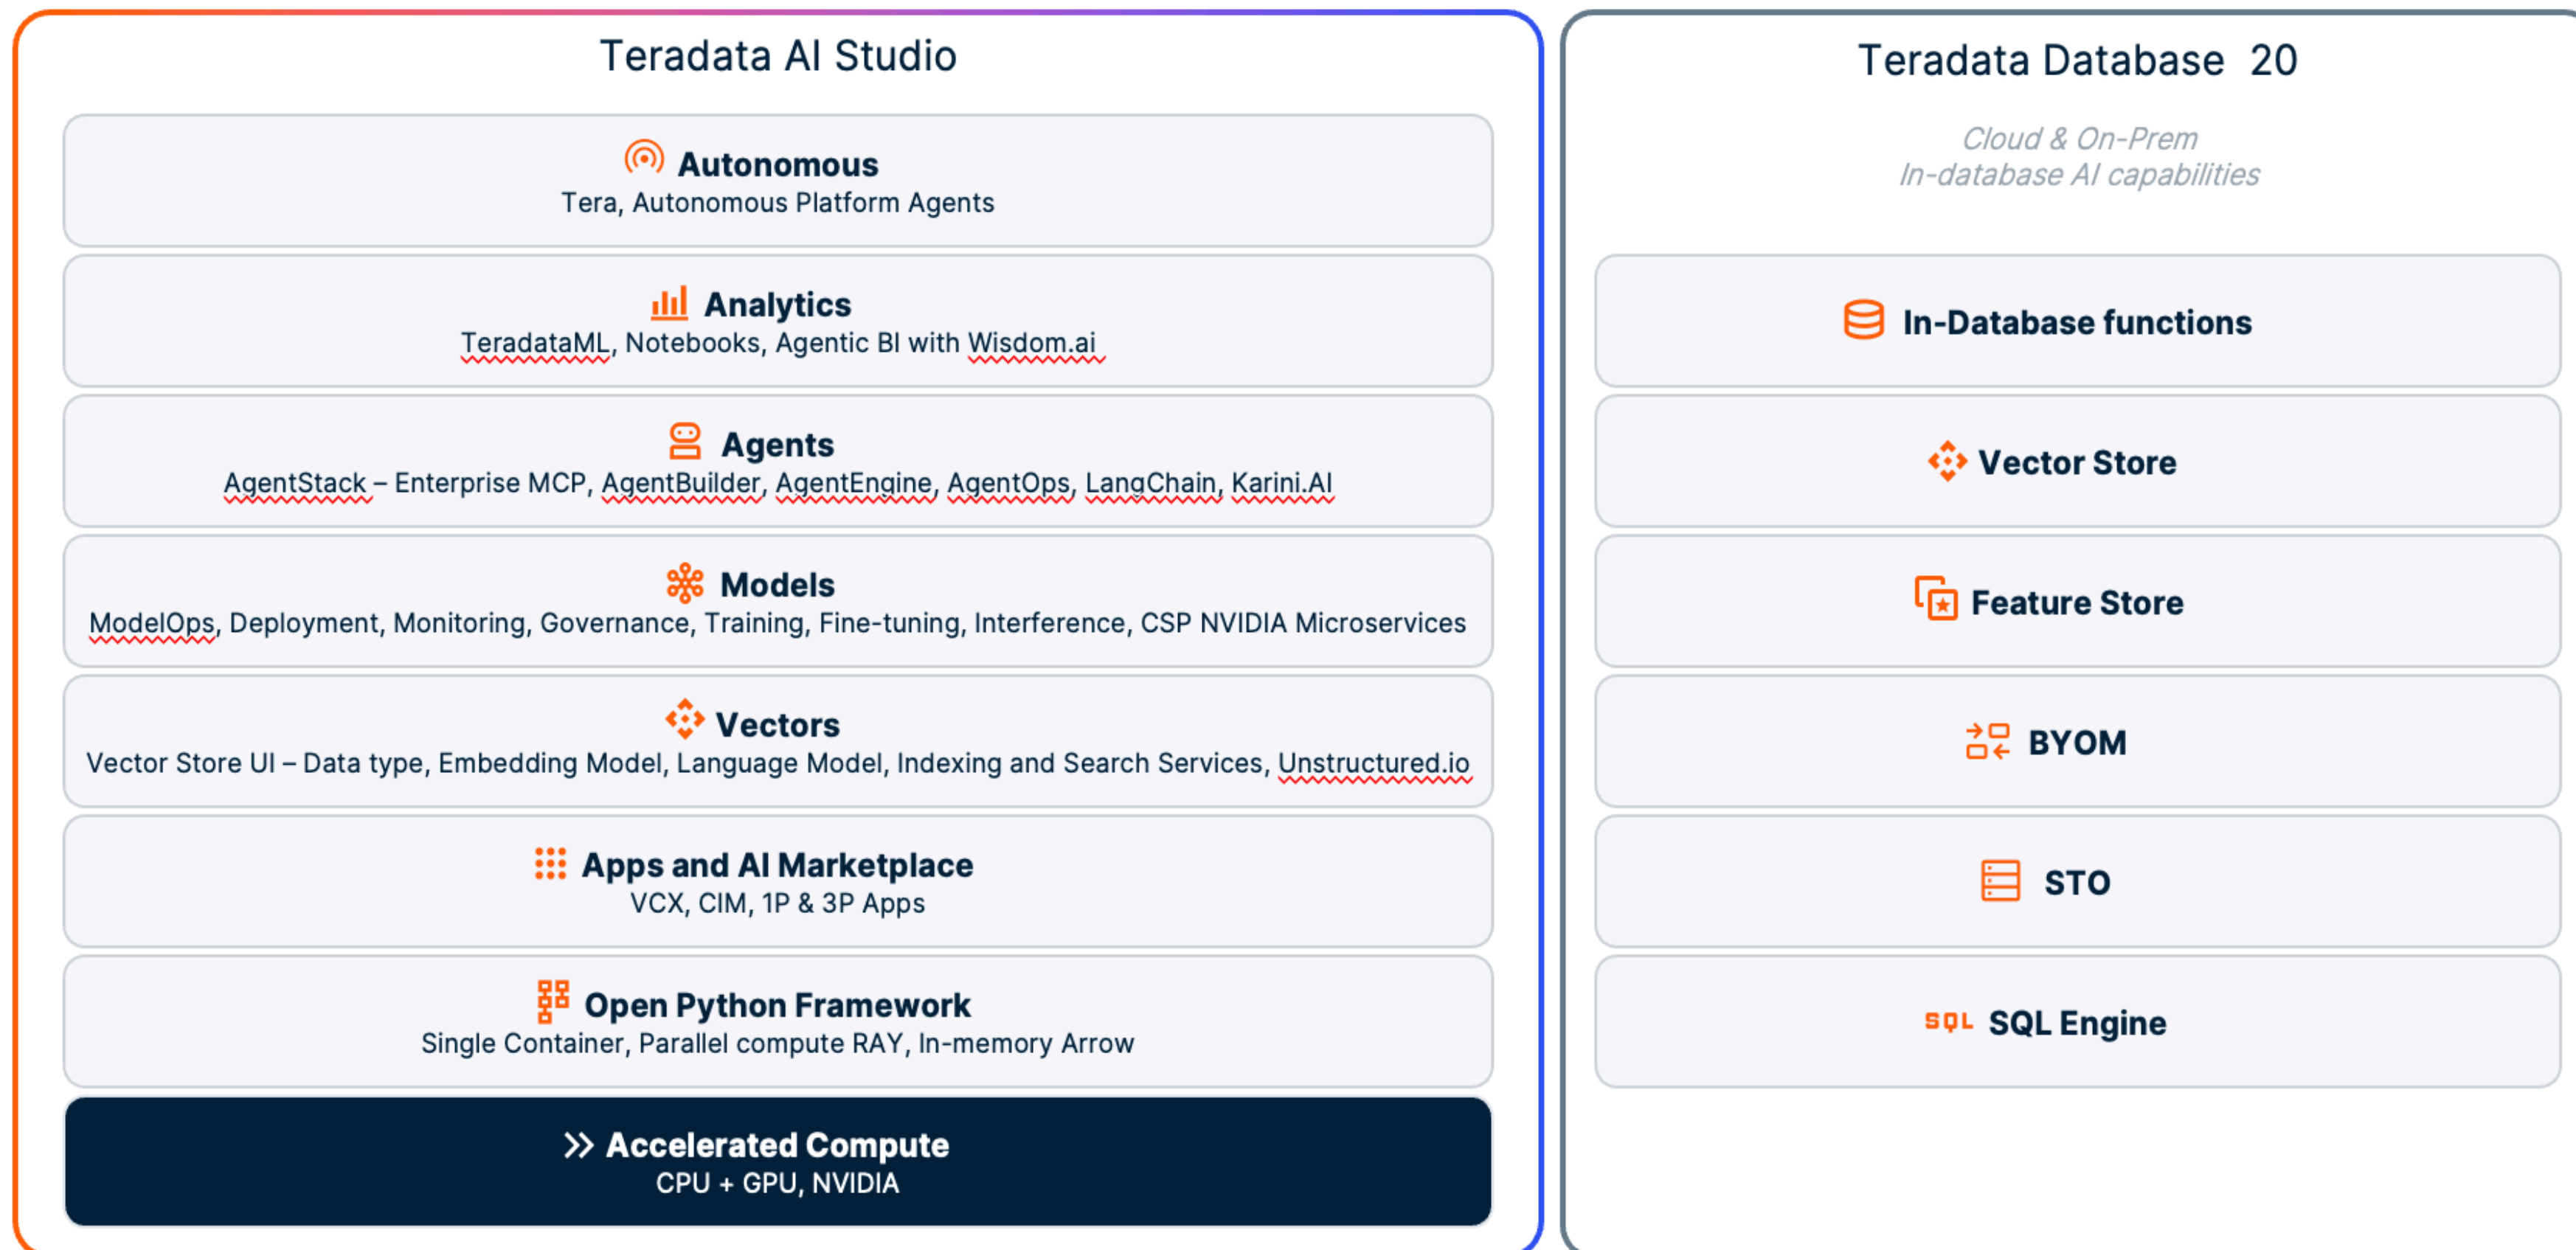 Teradata AI Studio
Autonomous
Tera, Autonomous Platform Agents
Analytics
TeradataML, Notebooks, Agentic BI with Wisdom.ai
Agents
AgentStack – Enterprise MCP, AgentBuilder, AgentEngine, AgentOps, LangChain, Karini.AI
Models
ModelOps, Deployment, Monitoring, Governance, Training, Fine-tuning, Interference, CSP NVIDIA Microservices
Vectors
Vector Store UI – Data type, Embedding Model, Language Model, Indexing and Search Services, Unstructured.io
Apps and AI Marketplace
VCX, CIM, 1P & 3P Apps
Open Python Framework
Single Container, Parallel compute RAY, In-memory Arrow
Accelerated Compute
CPU + GPU, NVIDIA
Teradata Database 20
Cloud & On-Prem
In-database AI capabilities
In-Database functions
Vector Store
Feature Store
BYOM
STO
SQL SQL Engine